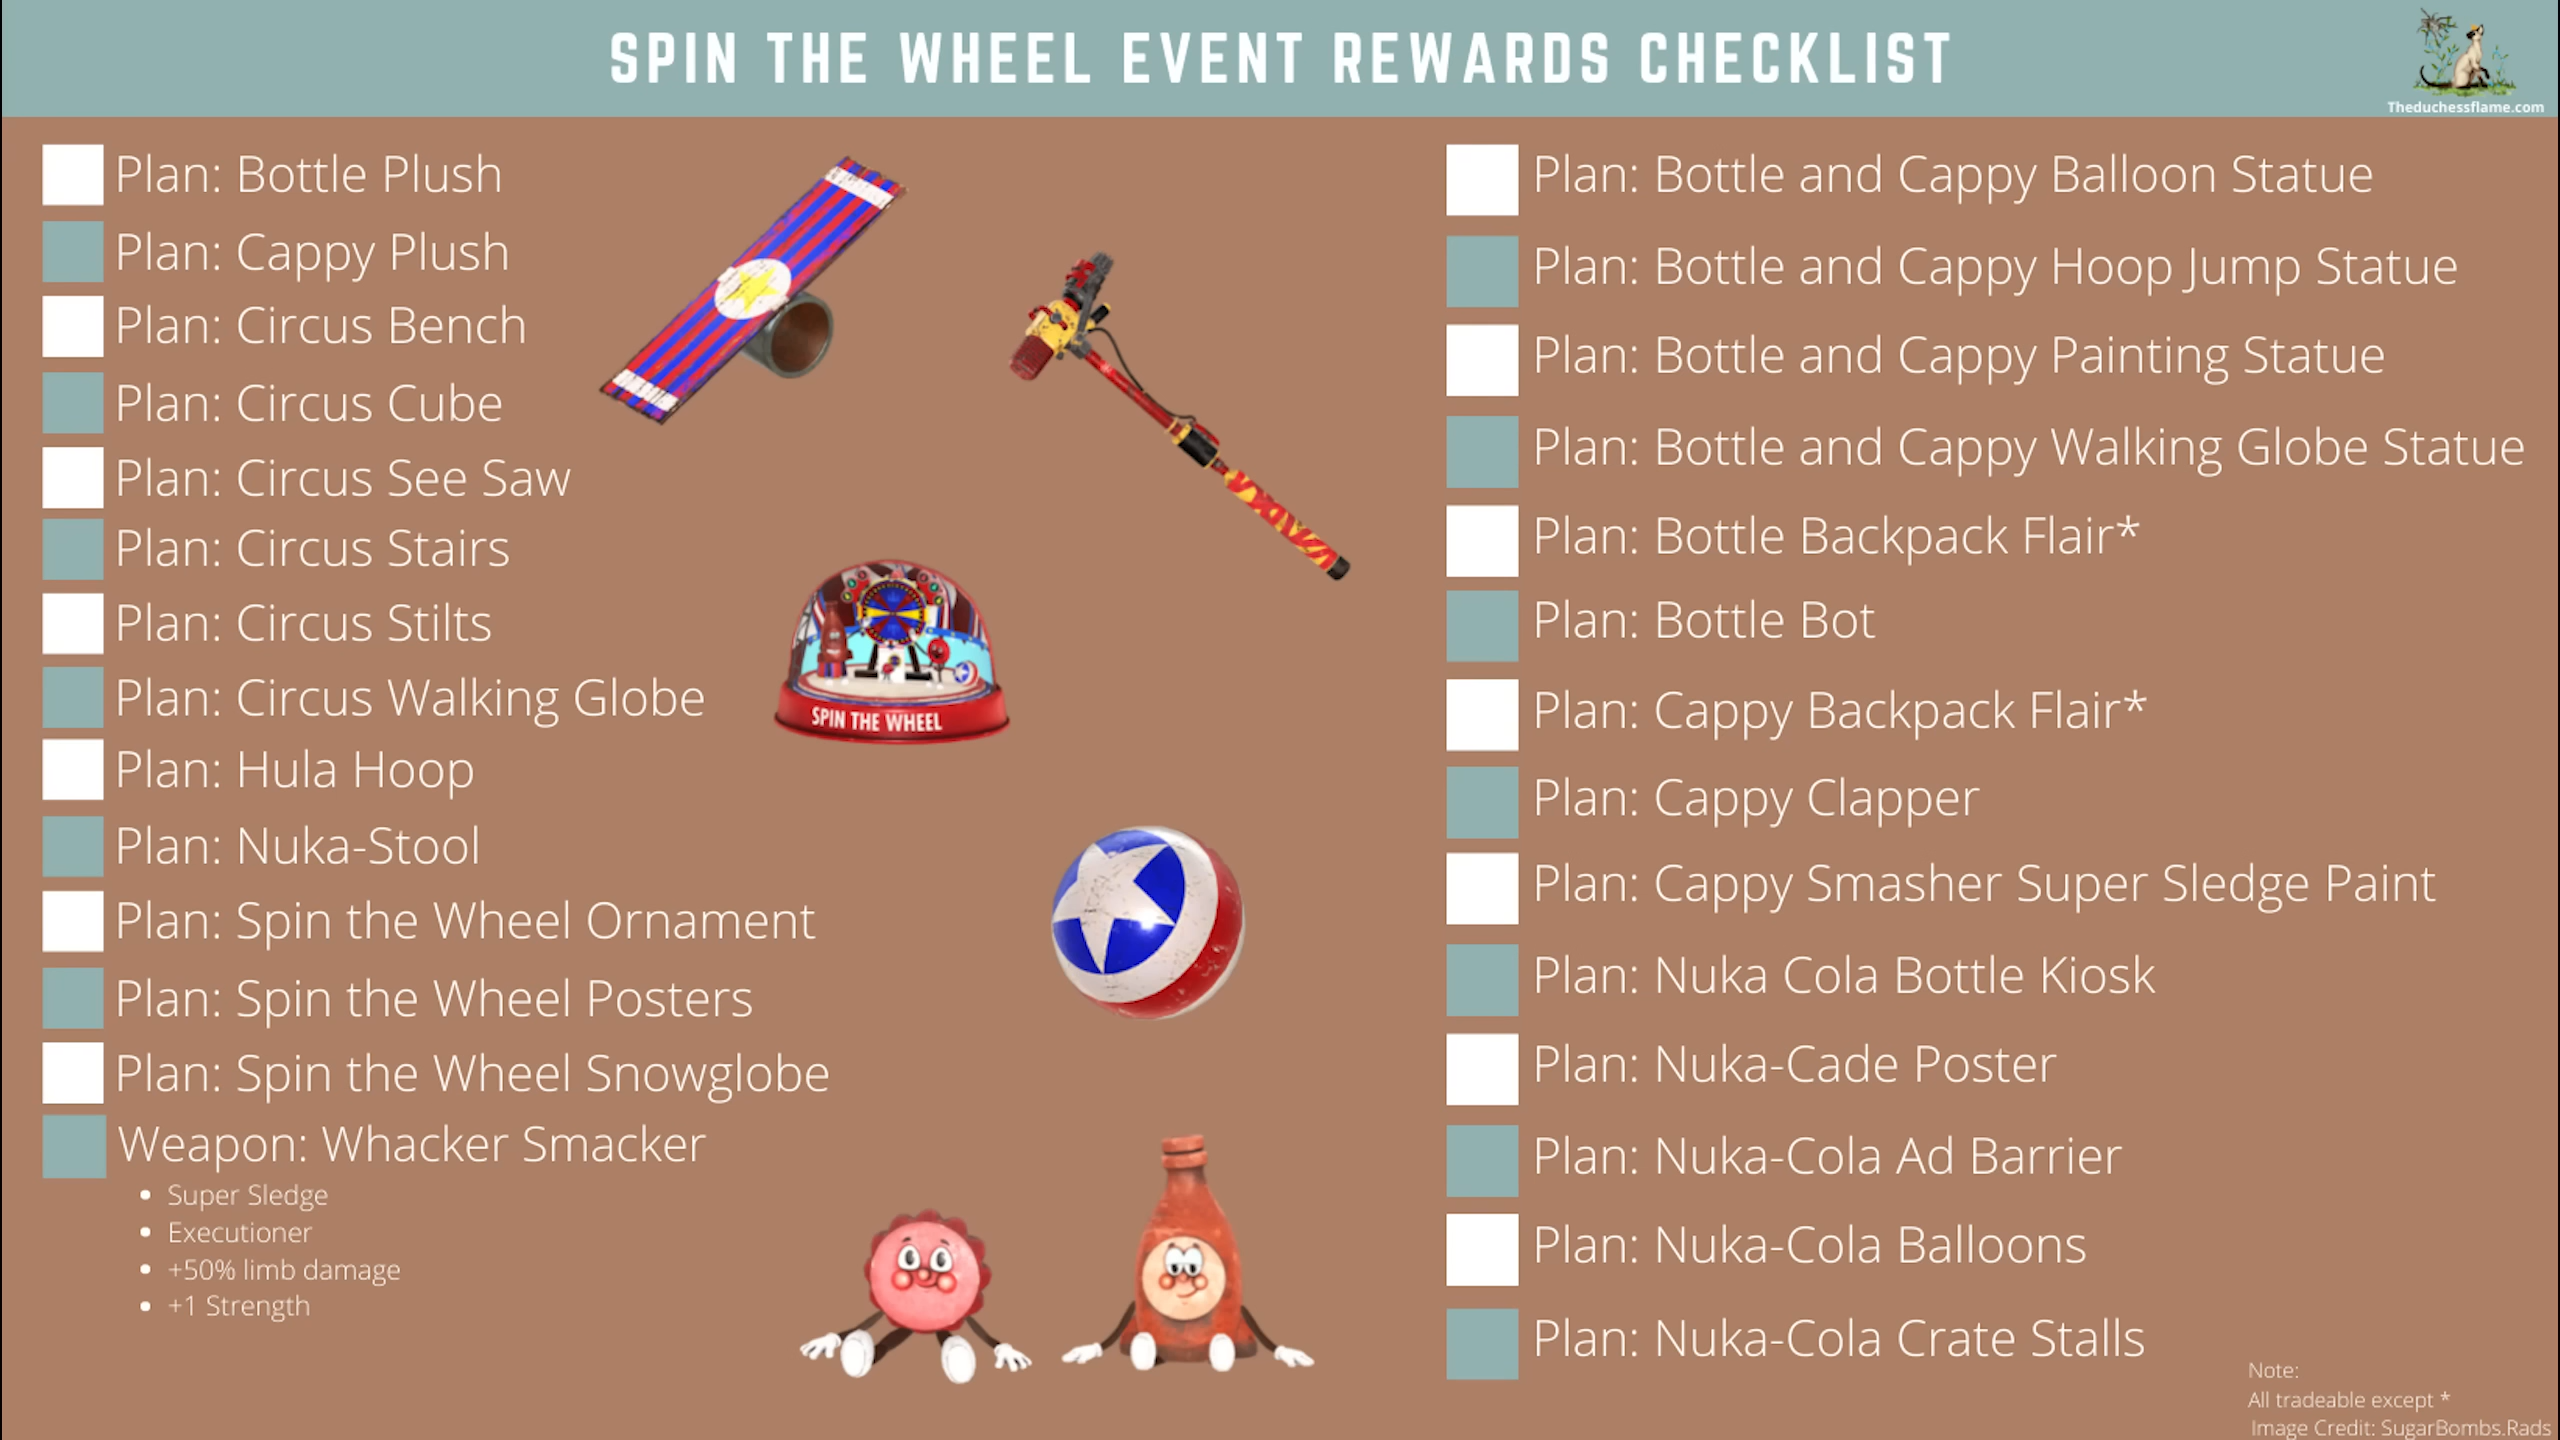 SPIN THE WHEEL EVENT REWARDS CHECKLIST
Theduchessflame.com
Plan: Bottle Plush
Plan: Cappy Plush
Plan: Circus Bench
Plan: Circus Cube
Plan: Circus See Saw
Plan: Circus Stairs
Plan: Circus Stilts
Plan: Circus Walking Globe
Plan: Hula Hoop
Plan: Nuka-Stool
Plan: Spin the Wheel Ornament
Plan: Spin the Wheel Posters
Plan: Spin the Wheel Snowglobe
Weapon: Whacker Smacker
• Super Sledge
• Executioner
• +50% limb damage
• +1 Strength
SPIN THE WHEEL
Plan: Bottle and Cappy Balloon Statue
Plan: Bottle and Cappy Hoop Jump Statue
Plan: Bottle and Cappy Painting Statue
Plan: Bottle and Cappy Walking Globe Statue
Plan: Bottle Backpack Flair*
Plan: Bottle Bot
Plan: Cappy Backpack Flair*
Plan: Cappy Clapper
Plan: Cappy Smasher Super Sledge Paint
Plan: Nuka Cola Bottle Kiosk
Plan: Nuka-Cade Poster
Plan: Nuka-Cola Ad Barrier
Plan: Nuka-Cola Balloons
Plan: Nuka-Cola Crate Stalls
Note:
All tradeable except *
Image Credit: SugarBombs.Rads